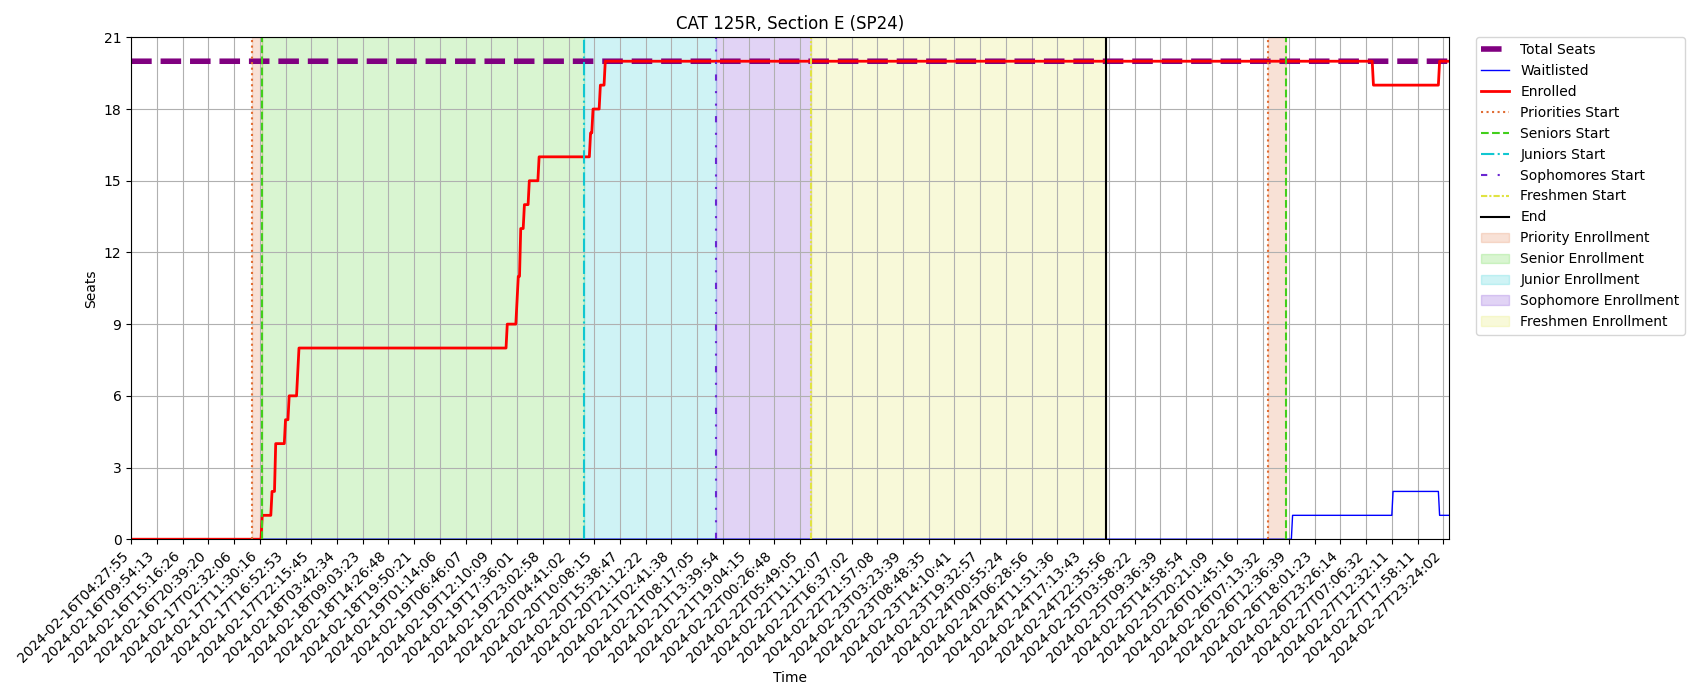 CAT 125R, Section E (SP24)
21
18
15
12
9
6
3
0
Seats
2024-02-16T04:27:55
2024-02-16T09:54:13
2024-02-16T15:16:26
2024-02-16T20:39:20
2024-02-17T02:32:06
2024-02-17T11:30:16
2024-02-17T16:52:53
2024-02-17T22:15:45
2024-02-18T03:42:34
2024-02-18T09:03:23
2024-02-18T14:26:48
2024-02-18T19:50:21
2024-02-19T01:14:06
2024-02-19T06:46:07
2024-02-19T12:10:09
2024-02-19T17:36:01
2024-02-19T23:02:58
2024-02-20T04:41:02
2024-02-20T10:08:15
2024-02-20T15:38:47
2024-02-20T21:12:22
2024-02-21T02:41:38
2024-02-21T08:17:05
2024-02-21T13:39:54
2024-02-21T19:04:15
2024-02-22T00:26:48
2024-02-22T05:49:05
2024-02-22T11:12:07
2024-02-22T16:37:02
2024-02-22T21:57:08
2024-02-23T03:23:39
2024-02-23T08:48:35
2024-02-23T14:10:41
2024-02-23T19:32:57
2024-02-24T00:55:24
2024-02-24T06:28:56
2024-02-24T11:51:36
2024-02-24T17:13:43
2024-02-24T22:35:56
2024-02-25T03:58:22
2024-02-25T09:36:39
2024-02-25T14:58:54
2024-02-25T20:21:09
2024-02-26T01:45:16
2024-02-26T07:13:32
2024-02-26T12:36:39
2024-02-26T18:01:23
2024-02-26T23:26:14
2024-02-27T07:06:32
2024-02-27T12:32:11
2024-02-27T17:58:11
2024-02-27T23:24:02
Time
Total Seats
Waitlisted
Enrolled
Priorities Start
Seniors Start
Juniors Start
Sophomores Start
Freshmen Start
End
Priority Enrollment
Senior Enrollment
Junior Enrollment
Sophomore Enrollment
Freshmen Enrollment